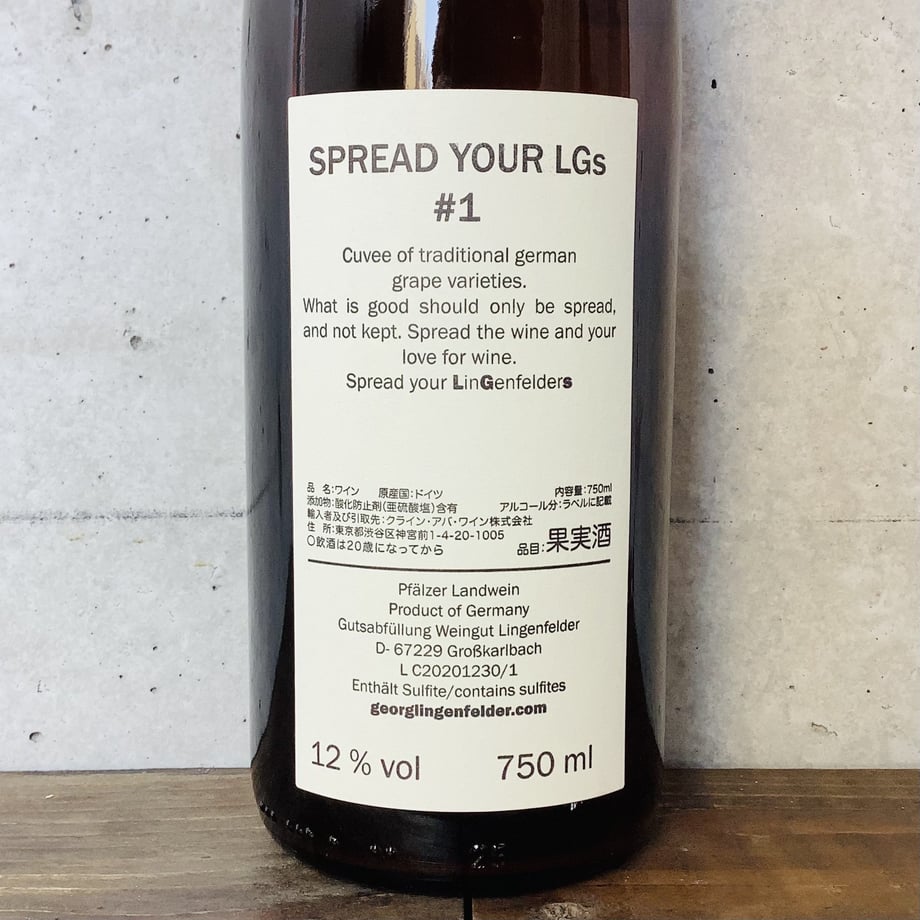 SPREAD YOUR LGs
#1
Cuvee of traditional german
grape varieties.
What is good should only be spread,
and not kept. Spread the wine and your
love for wine.
Spread your LinGenfelders
品 名:ワイン 原産国:ドイツ 内容量:750ml
添加物:酸化防止剤(亜硫酸塩)含有 アルコール分:ラベルに記載
輸入者及び引取先:クライン・アバ・ワイン株式会社
住 所:東京都渋谷区神宮前1-4-20-1005
〇飲酒は20歳になってから 品目:果実酒
Pfälzer Landwein
Product of Germany
Gutsabfüllung Weingut Lingenfelder
D- 67229 Großkarlbach
L C20201230/1
Enthält Sulfite/contains sulfites
georglingenfelder.com
12 % vol 750 ml